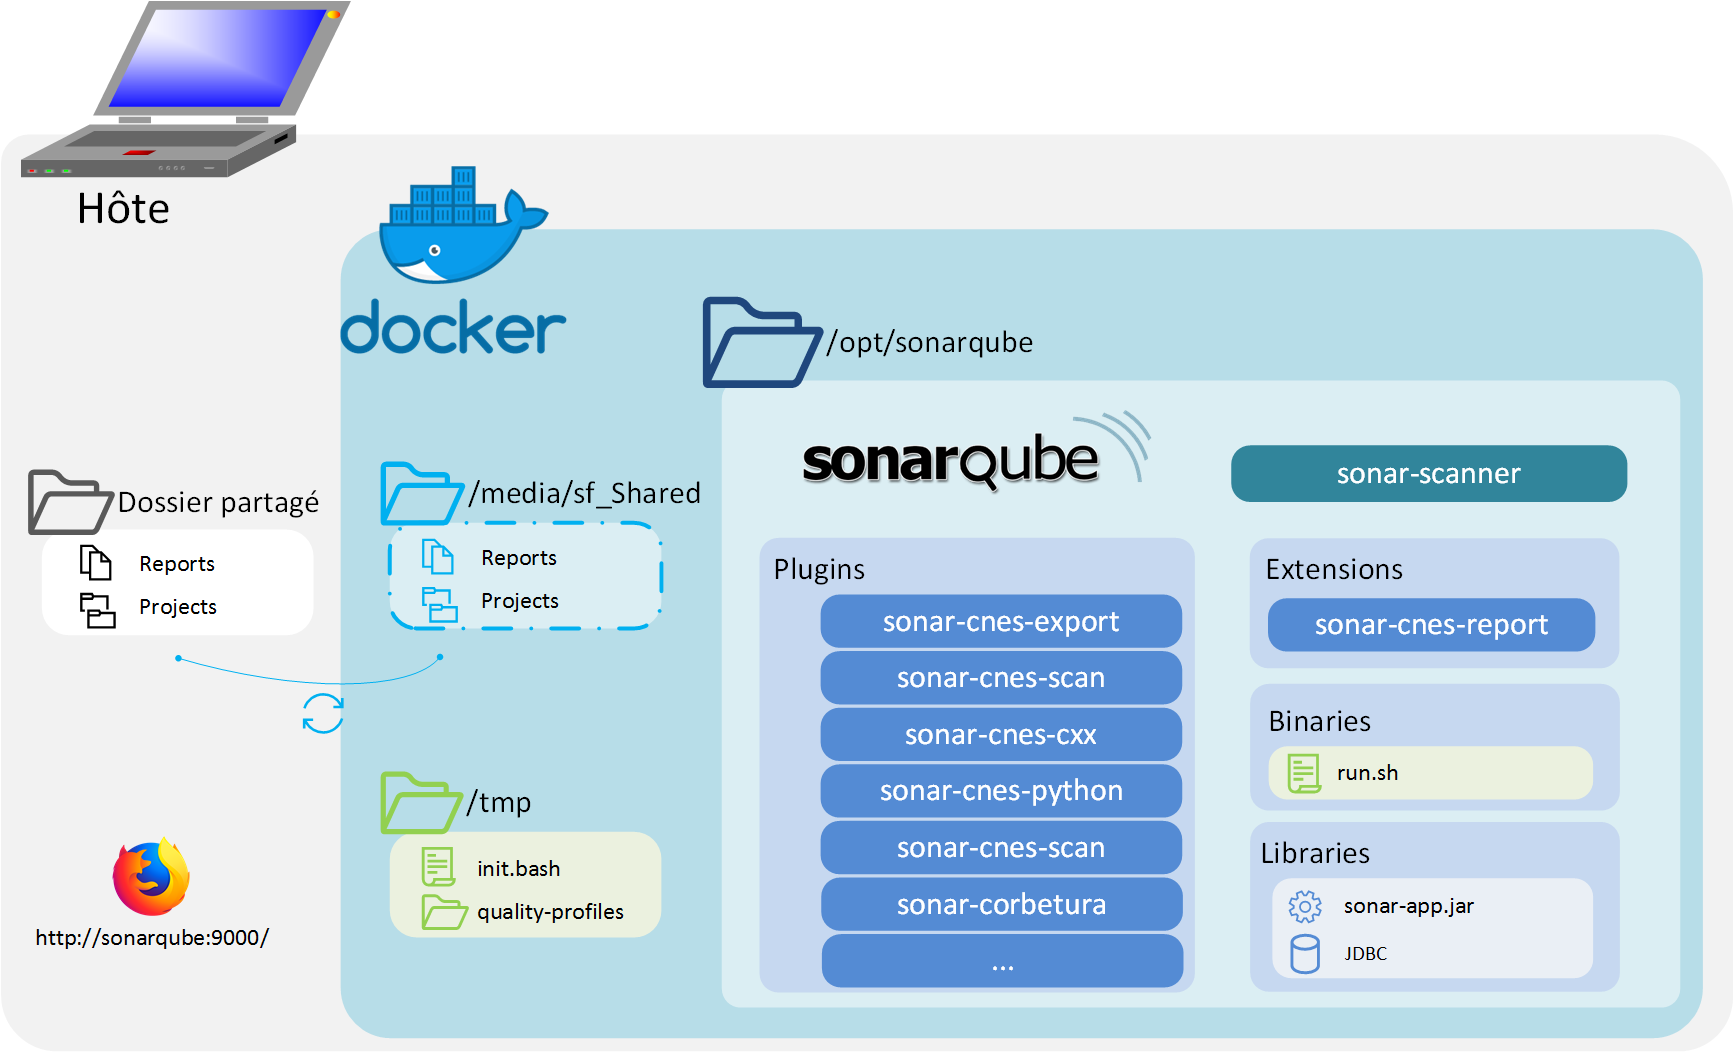 Hôte
docker
/opt/sonarqube
sonarqube
sonar-scanner
Dossier partagé
Reports
Projects
/media/sf_Shared
Reports
Projects
/tmp
init.bash
quality-profiles
http://sonarqube:9000/
Plugins
sonar-cnes-export
sonar-cnes-scan
sonar-cnes-cxx
sonar-cnes-python
sonar-cnes-scan
sonar-corbetura
...
Extensions
sonar-cnes-report
Binaries
run.sh
Libraries
sonar-app.jar
JDBC